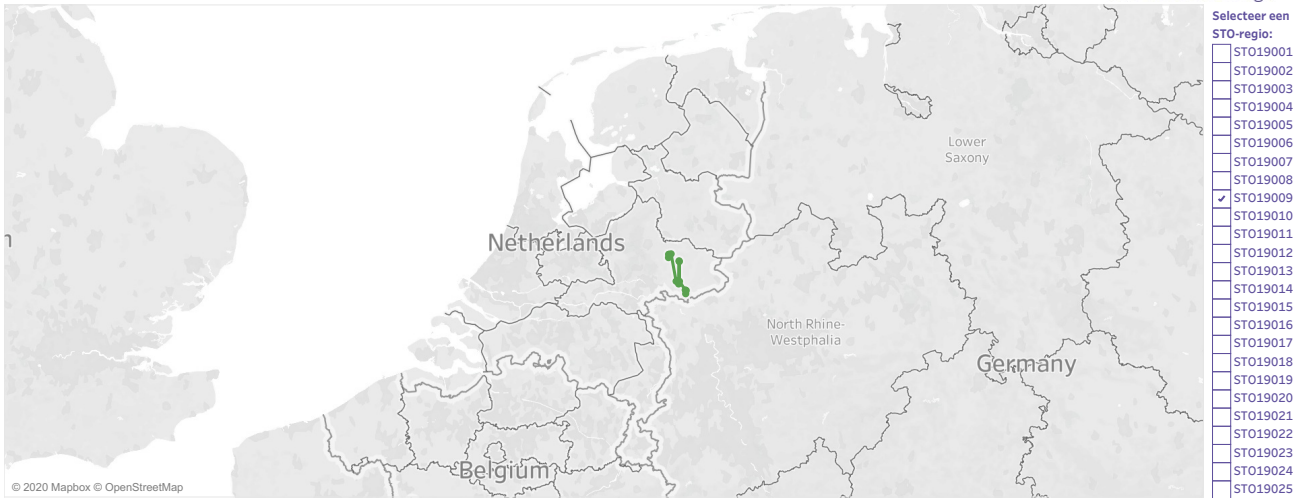 Selecteer een
STO-regio:
STO19001
STO19002
STO19003
STO19004
STO19005
STO19006
STO19007
STO19008
STO19009
STO19010
STO19011
STO19012
STO19013
STO19014
STO19015
STO19016
STO19017
STO19018
STO19019
STO19020
STO19021
STO19022
STO19023
STO19024
STO19025
Lower
Saxony
Netherlands
North Rhine-
Westphalia
Germany
Belgium
© 2020 Mapbox © OpenStreetMap